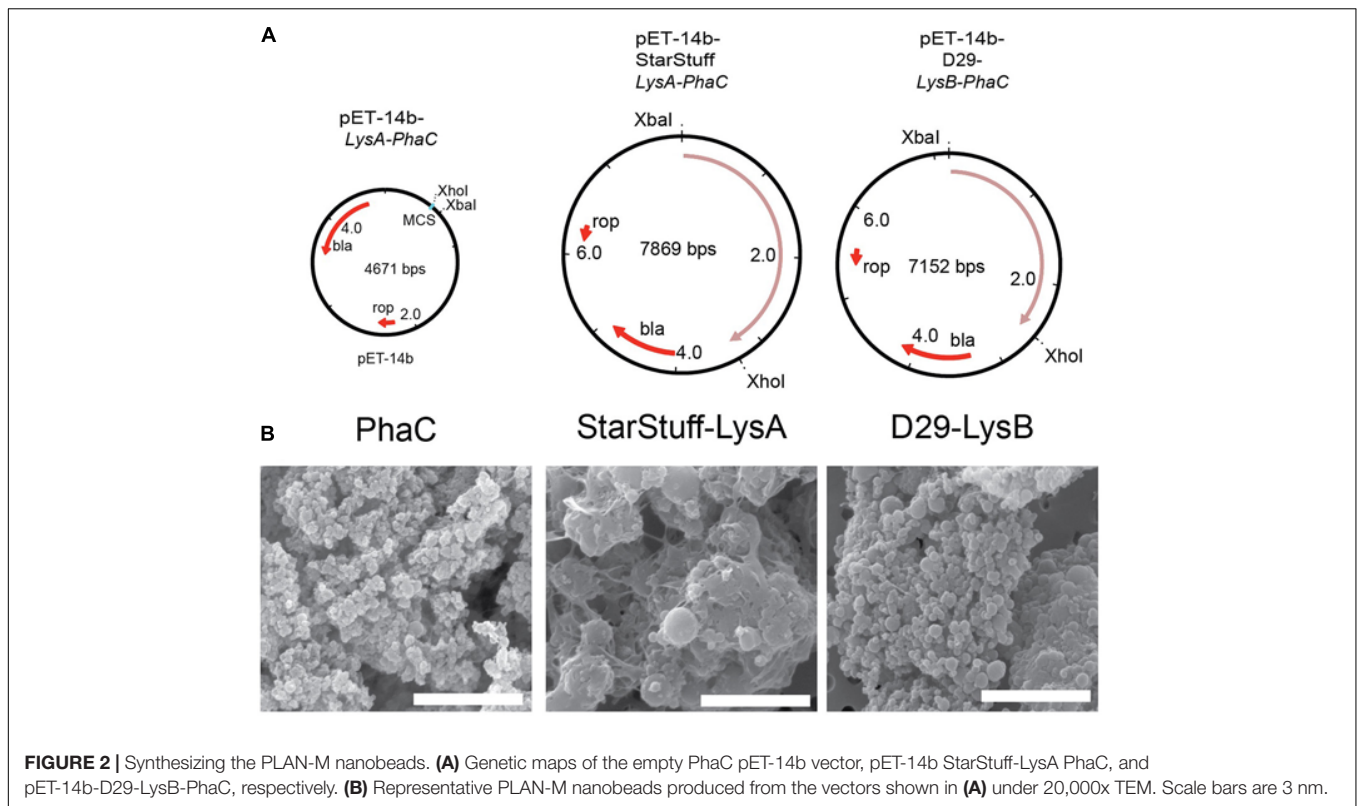 A
pET-14b-
LysA-PhaC
XhoI
XbaI
MCS
4.0
bla
4671 bps
rop
2.0
pET-14b
pET-14b-
StarStuff
LysA-PhaC
XbaI
rop
6.0
7869 bps
2.0
bla
4.0
XhoI
pET-14b-
D29-
LysB-PhaC
XbaI
6.0
rop
7152 bps
2.0
4.0
bla
XhoI
B
PhaC
StarStuff-LysA
D29-LysB
FIGURE 2 | Synthesizing the PLAN-M nanobeads. (A) Genetic maps of the empty PhaC pET-14b vector, pET-14b StarStuff-LysA PhaC, and
pET-14b-D29-LysB-PhaC, respectively. (B) Representative PLAN-M nanobeads produced from the vectors shown in (A) under 20,000x TEM. Scale bars are 3 nm.